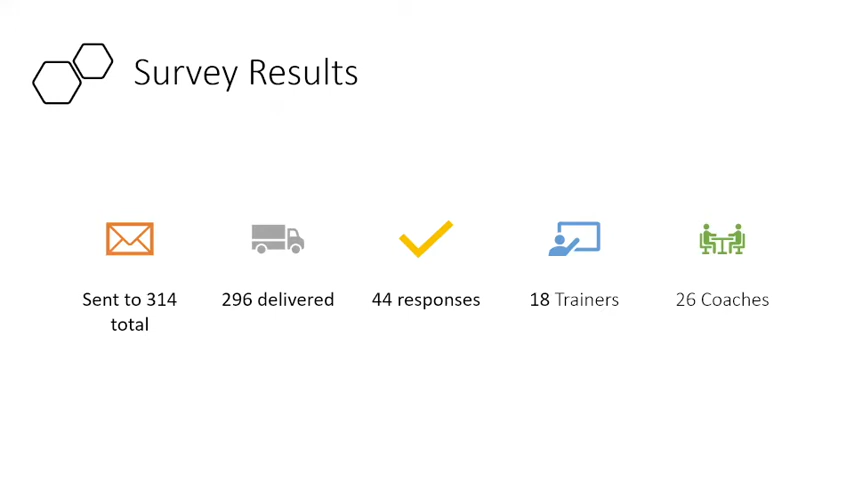 Survey Results
Sent to 314
total
296 delivered
44 responses
18 Trainers
26 Coaches